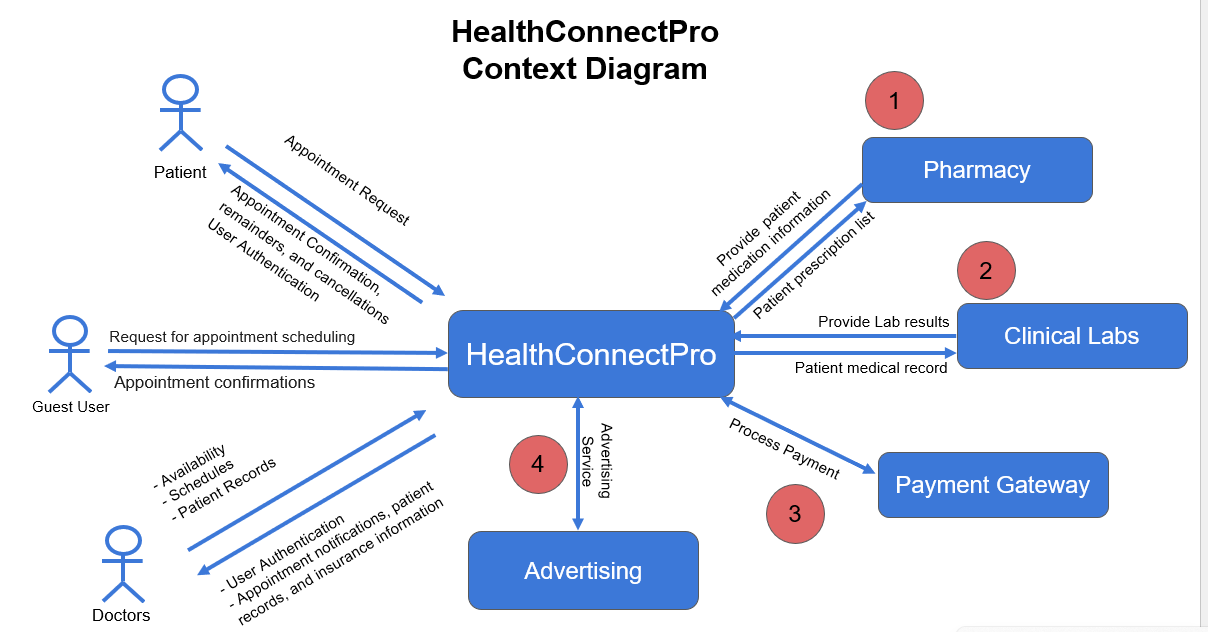 HealthConnectPro
Context Diagram
Patient
Appointment Request
Appointment Confirmation,
remainders, and cancellations
User Authentication
Guest User
Request for appointment scheduling
Appointment confirmations
Doctors
- Availability
- Schedules
- Patient Records
- User Authentication
- Appointment notifications, patient
records, and insurance information
HealthConnectPro
1
Pharmacy
Provide patient
medication information
Patient prescription list
2
Clinical Labs
Provide Lab results
Patient medical record
Process Payment
3
Payment Gateway
4
Advertising
Service
Advertising